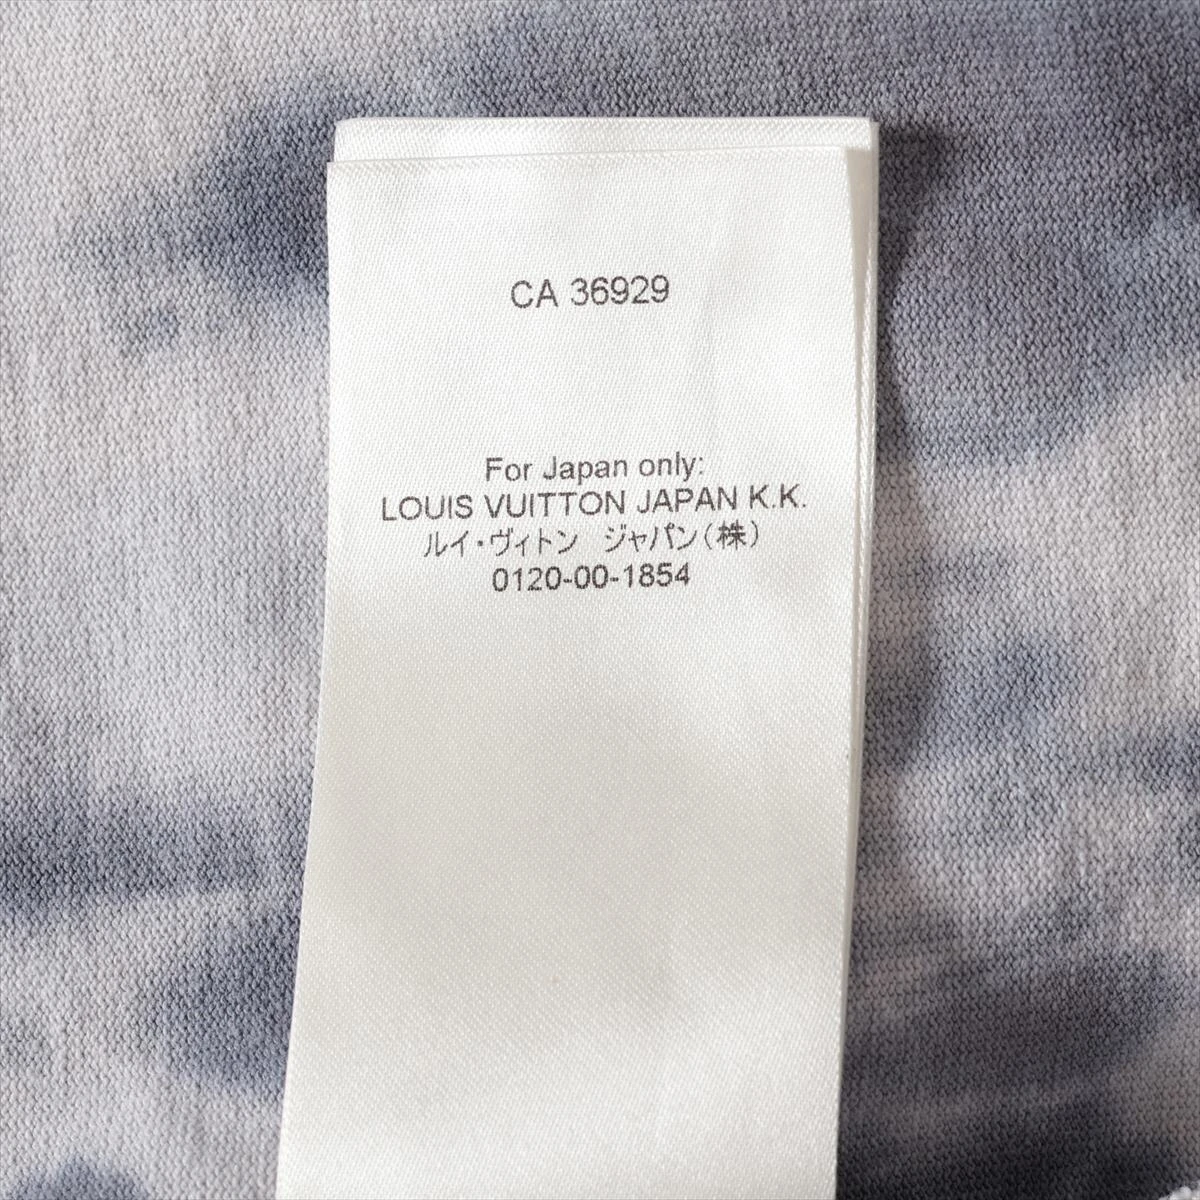 CA 36929
For Japan only:
LOUIS VUITTON JAPAN K.K.
ルイ・ヴィトン ジャパン(株)
0120-00-1854